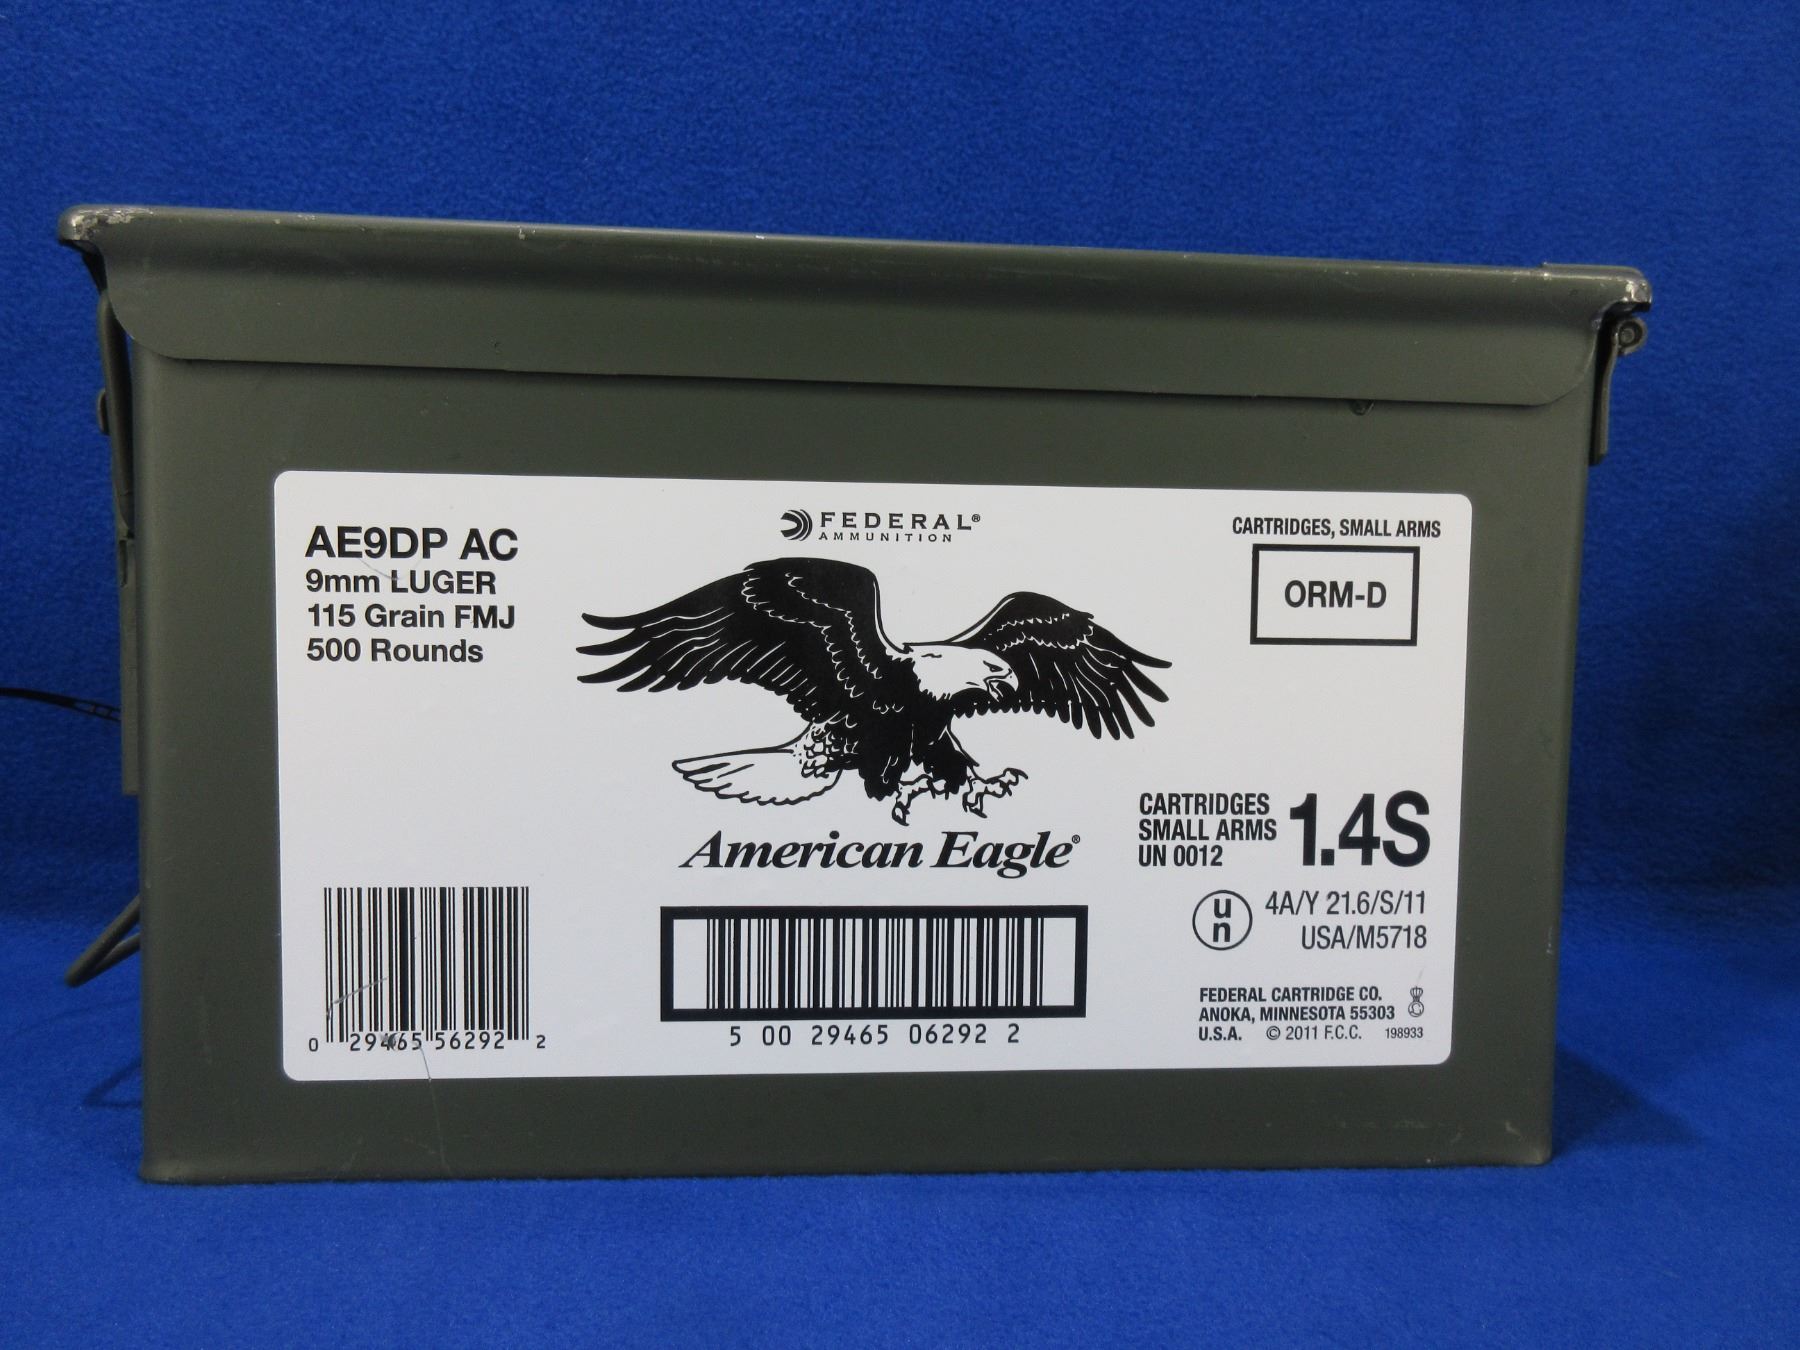 AE9DP AC
9mm LUGER
115 Grain FMJ
500 Rounds
FEDERAL®
AMMUNITION
CARTRIDGES, SMALL ARMS
ORM-D
American Eagle®
CARTRIDGES
SMALL ARMS
UN 0012
1.4S
u
n
4A/Y 21.6/S/11
USA/M5718
FEDERAL CARTRIDGE CO.
ANOKA, MINNESOTA 55303
U.S.A. © 2011 F.C.C. 198933
0 29465 56292 2
5 00 29465 06292 2